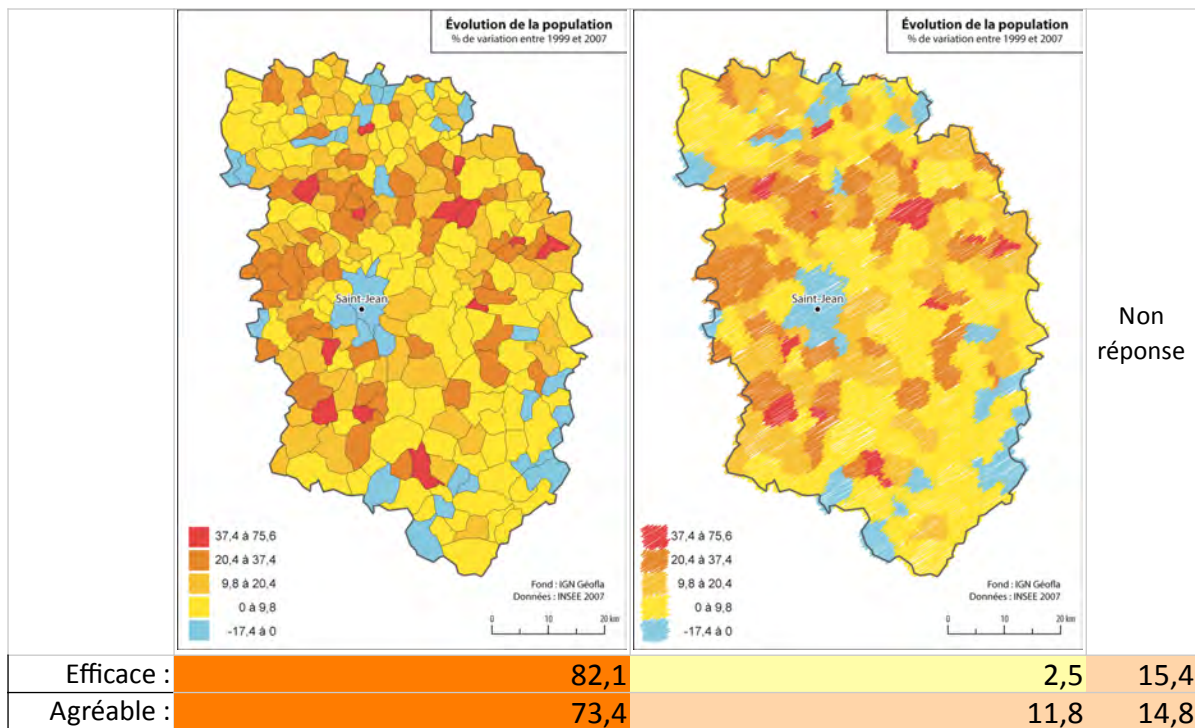 Évolution de la population
% de variation entre 1999 et 2007
Saint-Jean
37,4 à 75,6
20,4 à 37,4
9,8 à 20,4
0 à 9,8
-17,4 à 0
Fond : IGN Géofla
Données : INSEE 2007
0 10 20 km
Évolution de la population
% de variation entre 1999 et 2007
Saint-Jean
37,4 à 75,6
20,4 à 37,4
9,8 à 20,4
0 à 9,8
-17,4 à 0
Fond : IGN Géofla
Données : INSEE 2007
0 10 20 km
Non
réponse
Efficace : 82,1 2,5 15,4
Agréable : 73,4 11,8 14,8